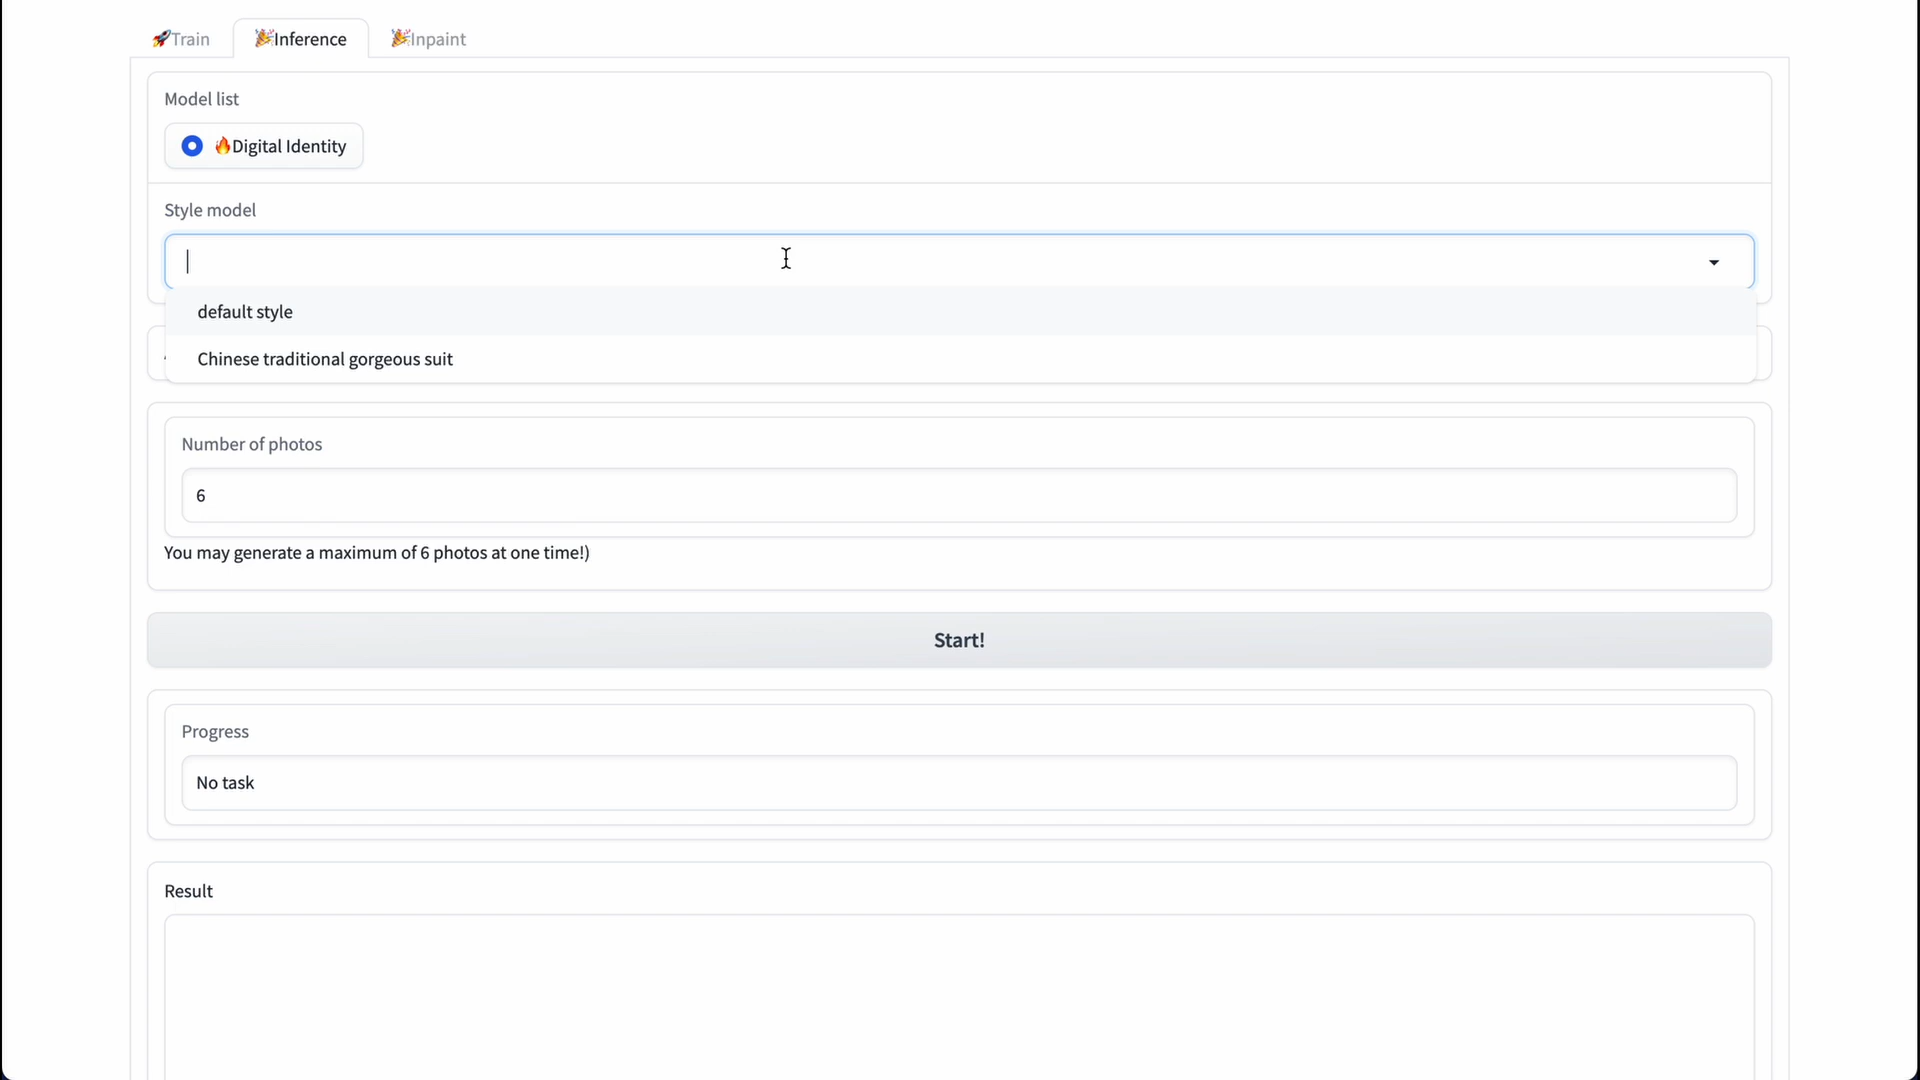 🚀Train 🎉Inference 🎉Inpaint
Model list
🔥Digital Identity
Style model
default style
Chinese traditional gorgeous suit
Number of photos
6
You may generate a maximum of 6 photos at one time!)
Start!
Progress
No task
Result